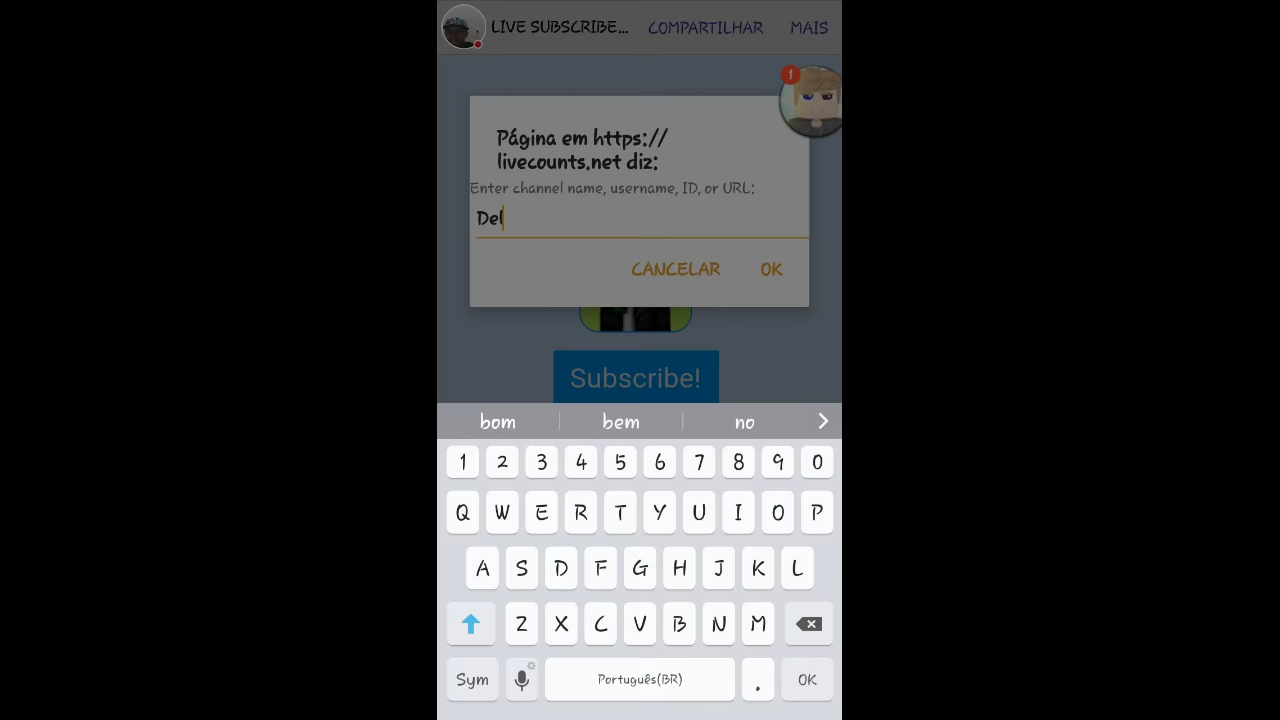 LIVE SUBSCRIBE... COMPARTILHAR MAIS
1
Página em https://
livecounts.net diz:
Enter channel name, username, ID, or URL:
Del
CANCELAR OK
Subscribe!
bom bem no
1 2 3 4 5 6 7 8 9 0
Q W E R T Y U I O P
A S D F G H J K L
Z X C V B N M
Sym Português(BR) . OK